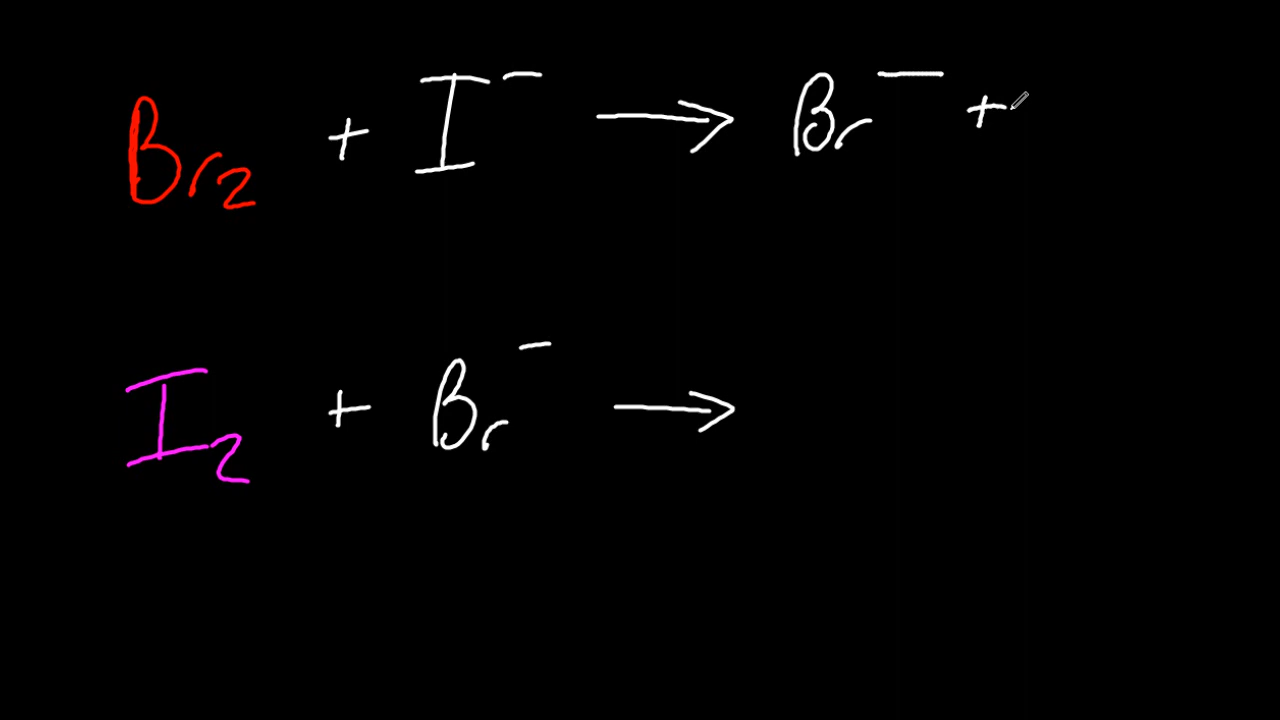 Br₂ + I⁻ → Br⁻ +
I₂ + Br⁻ →